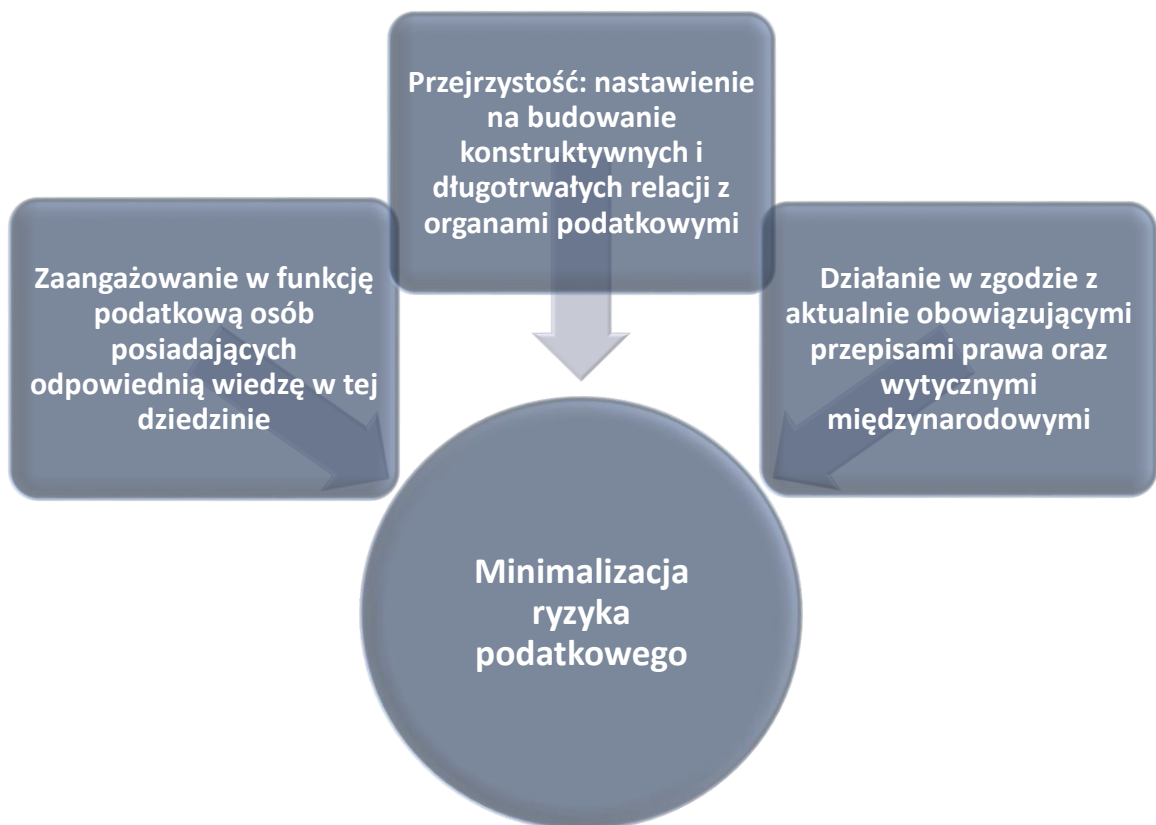 Przejrzystość: nastawienie
na budowanie
konstruktywnych i
długotrwałych relacji z
organami podatkowymi
Zaangażowanie w funkcję
podatkową osób
posiadających
odpowiednią wiedzę w tej
dziedzinie
Działanie w zgodzie z
aktualnie obowiązującymi
przepisami prawa oraz
wytycznymi
międzynarodowymi
Minimalizacja
ryzyka
podatkowego